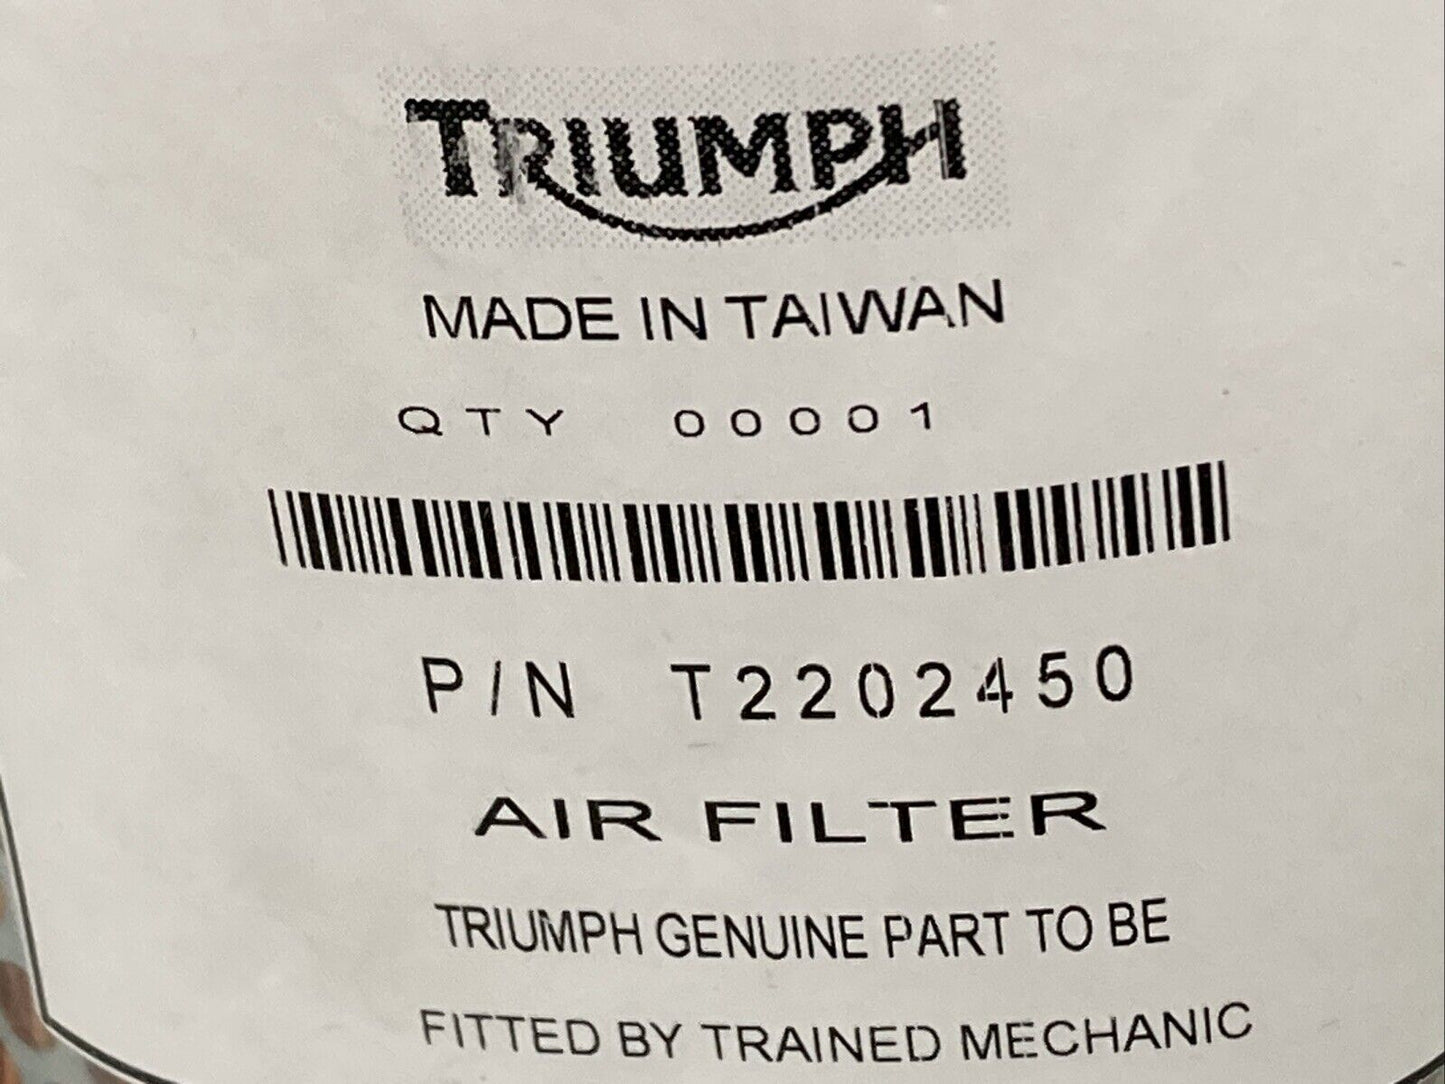 TRIUMPH
MADE IN TAIWAN
QTY 00001
P/N T2202450
AIR FILTER
TRIUMPH GENUINE PART TO BE
FITTED BY TRAINED MECHANIC